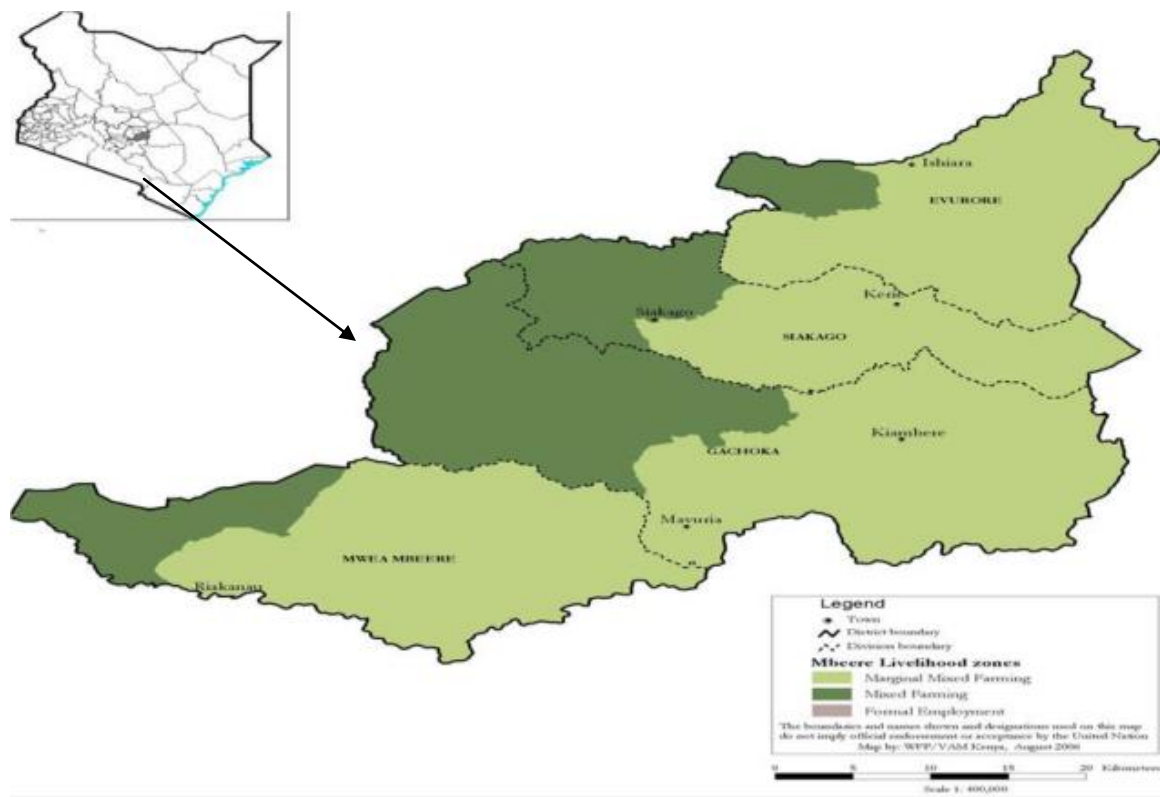 Ishiara
EVURORE
Kerie
Siakago
SIAKAGO
Kiambere
GACHOKA
Mayuria
MWEA MBEERE
Riakanau
Legend
Town
District boundary
Division boundary
Mbeere Livelihood zones
Marginal Mixed Farming
Mixed Farming
Formal Employment
The boundaries and names shown and designations used on this map
do not imply official endorsement or acceptance by the United Nation
Map by: WFP/VAM Kenya, August 2006
0 5 10 15 20 Kilometers
Scale 1: 400,000